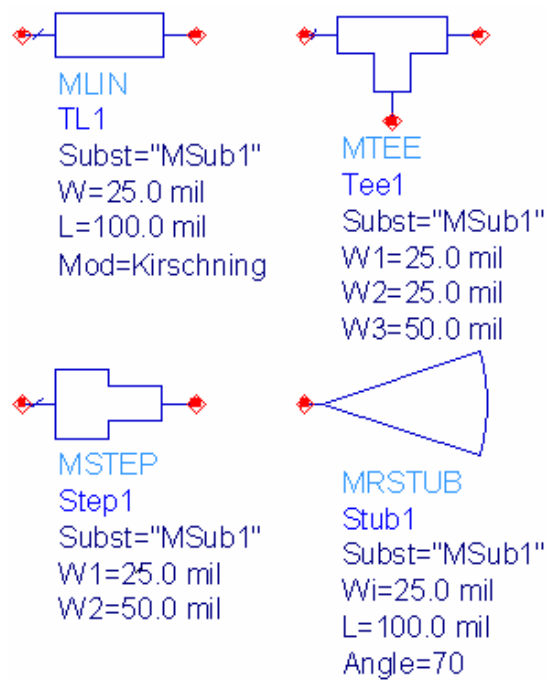 MLIN
TL1
Subst="MSub1"
W=25.0 mil
L=100.0 mil
Mod=Kirschning
MTEE
Tee1
Subst="MSub1"
W1=25.0 mil
W2=25.0 mil
W3=50.0 mil
MSTEP
Step1
Subst="MSub1"
W1=25.0 mil
W2=50.0 mil
MRSTUB
Stub1
Subst="MSub1"
Wi=25.0 mil
L=100.0 mil
Angle=70